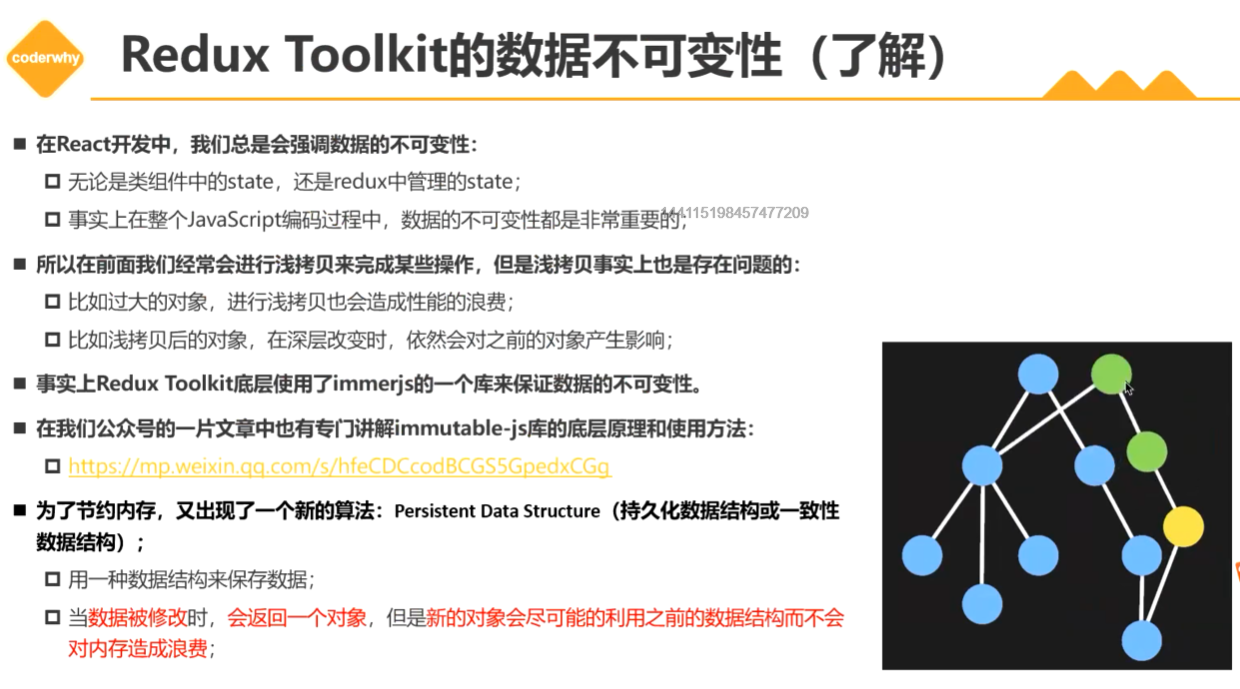 coderwhy
Redux Toolkit的数据不可变性（了解）
在React开发中，我们总是会强调数据的不可变性：
无论是类组件中的state，还是redux中管理的state；
事实上在整个JavaScript编码过程中，数据的不可变性都是非常重要的；
144115198457477209
所以在前面我们经常会进行浅拷贝来完成某些操作，但是浅拷贝事实上也是存在问题的：
比如过大的对象，进行浅拷贝也会造成性能的浪费；
比如浅拷贝后的对象，在深层改变时，依然会对之前的对象产生影响；
事实上Redux Toolkit底层使用了immerjs的一个库来保证数据的不可变性。
在我们公众号的一片文章中也有专门讲解immutable-js库的底层原理和使用方法：
https://mp.weixin.qq.com/s/hfeCDCcodBCGS5GpedxCGg
为了节约内存，又出现了一个新的算法：Persistent Data Structure（持久化数据结构或一致性
数据结构）；
用一种数据结构来保存数据；
当数据被修改时，会返回一个对象，但是新的对象会尽可能的利用之前的数据结构而不会
对内存造成浪费；